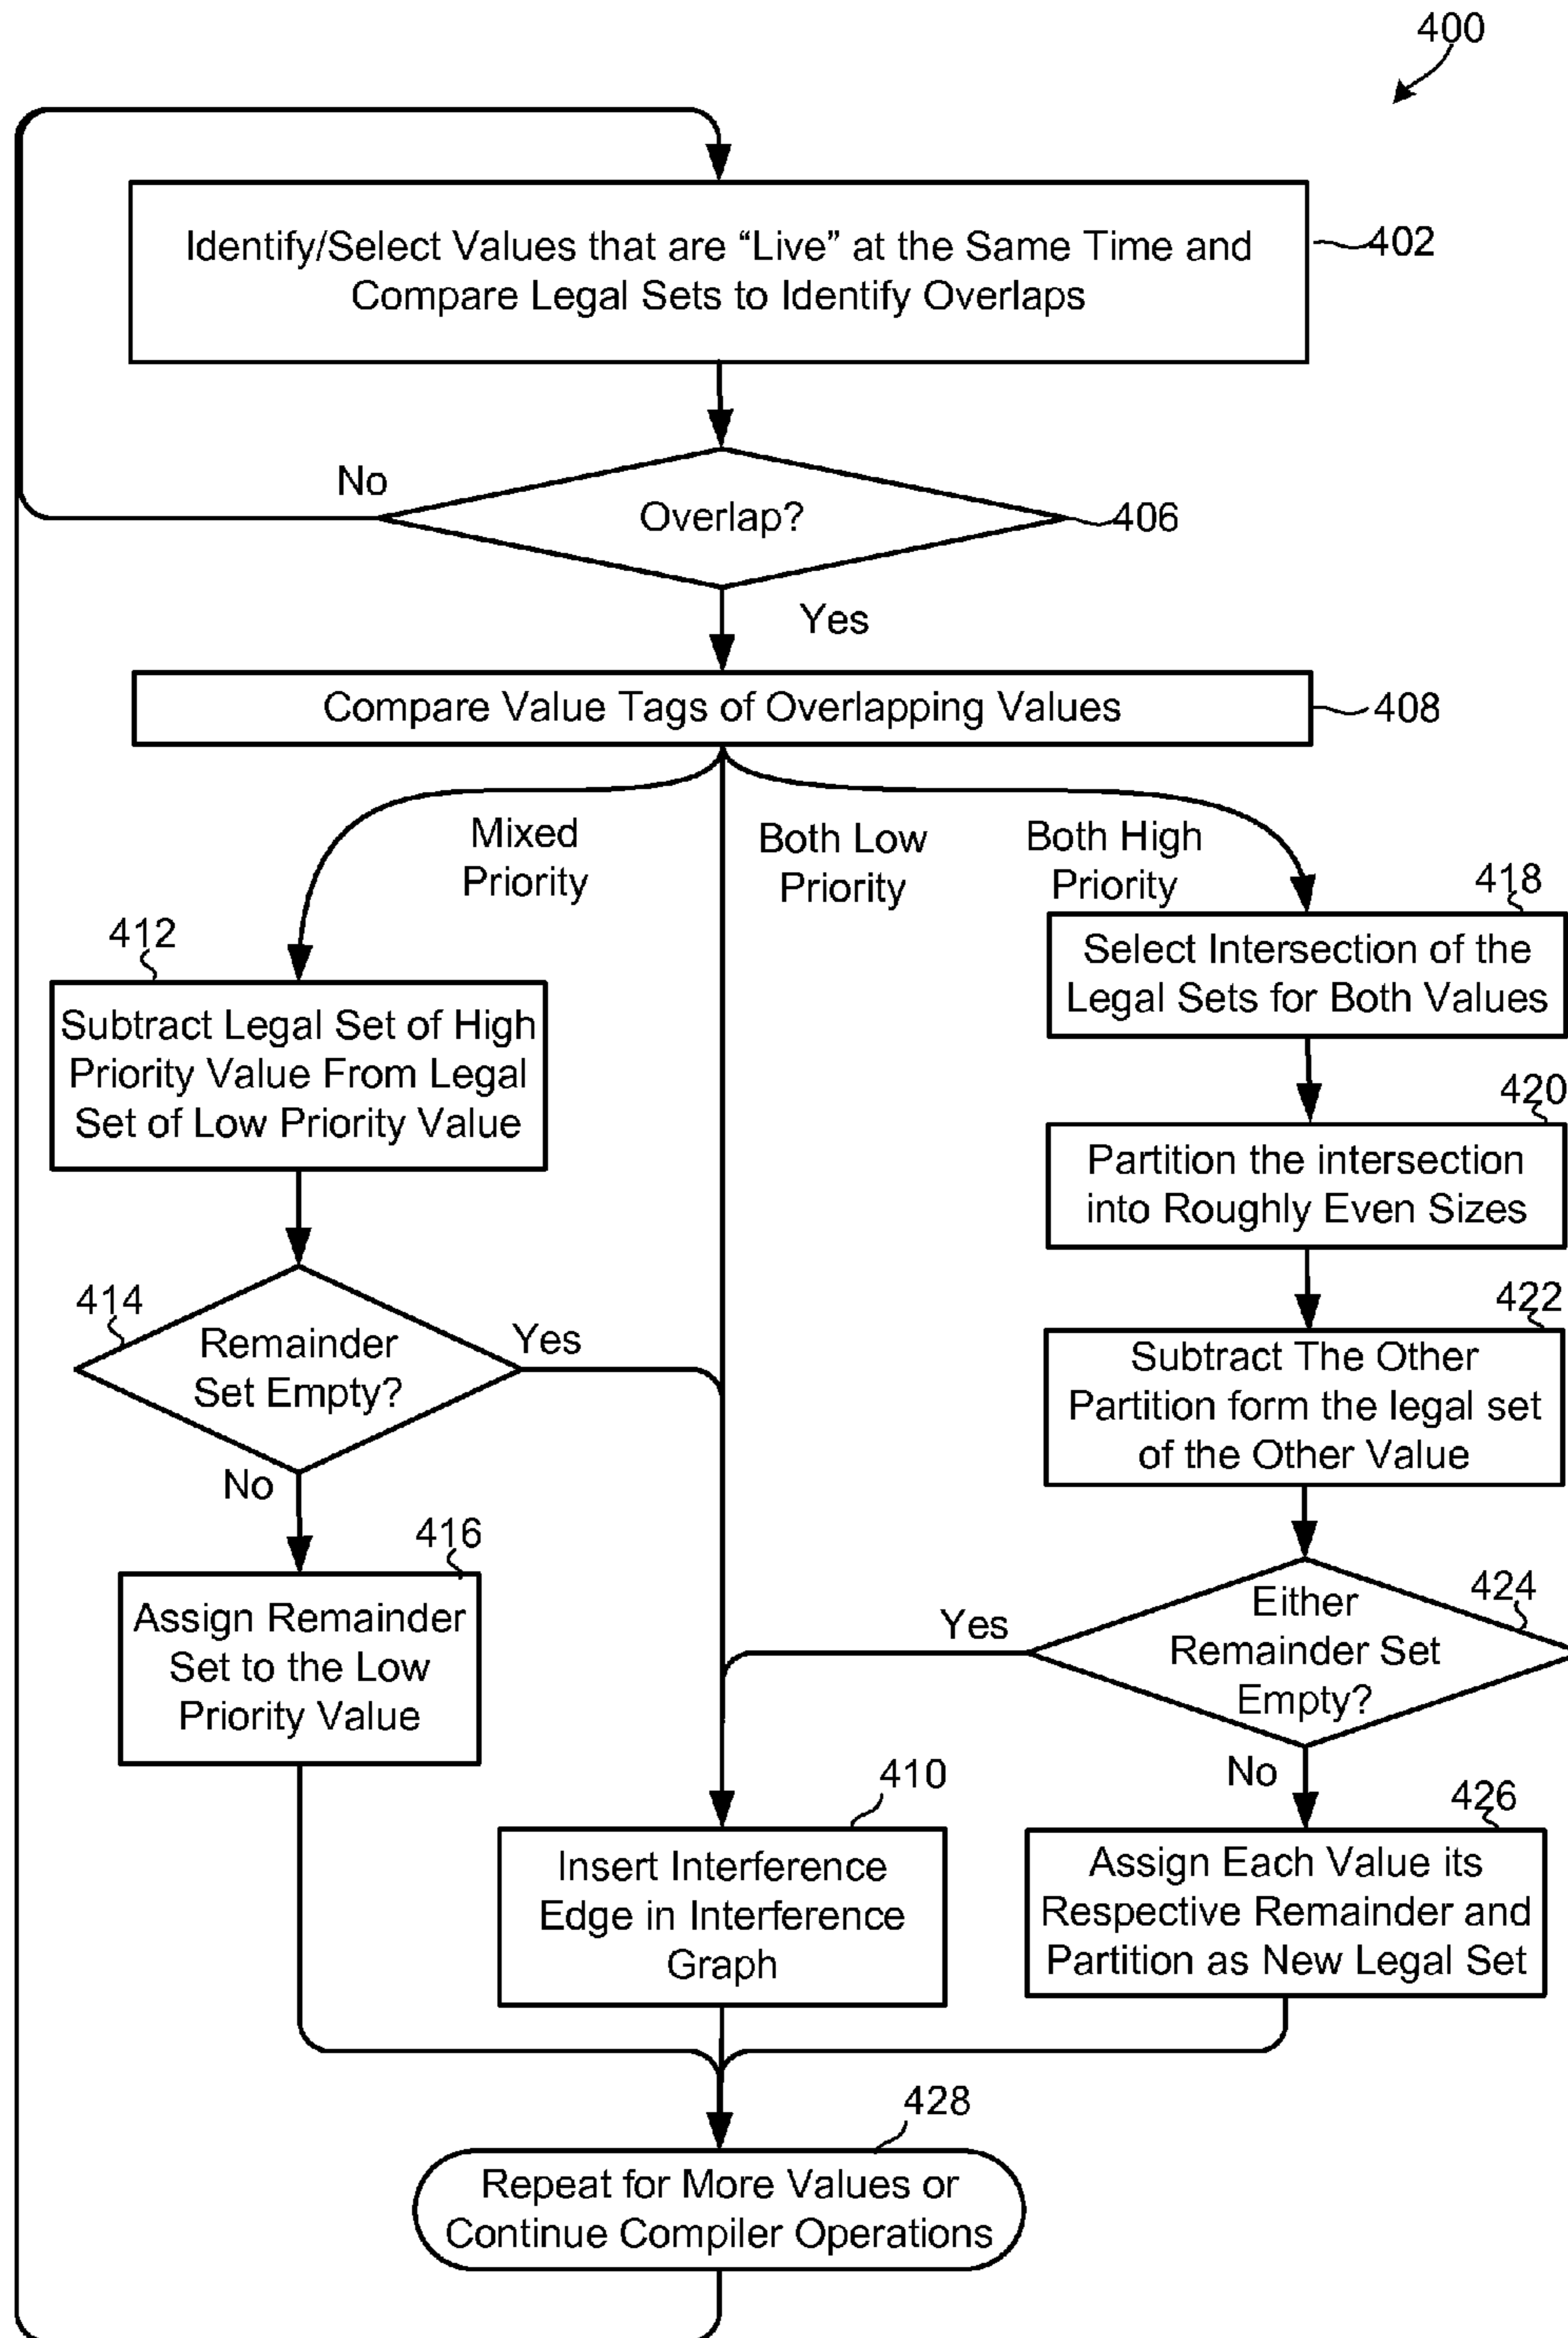 400
Identify/Select Values that are “Live” at the Same Time and
Compare Legal Sets to Identify Overlaps
402
No
Overlap?
406
Yes
Compare Value Tags of Overlapping Values
408
Mixed
Priority
Both Low
Priority
Both High
Priority
412
Subtract Legal Set of High
Priority Value From Legal
Set of Low Priority Value
418
Select Intersection of the
Legal Sets for Both Values
420
Partition the intersection
into Roughly Even Sizes
414
Remainder
Set Empty?
Yes
No
422
Subtract The Other
Partition form the legal set
of the Other Value
416
Assign Remainder
Set to the Low
Priority Value
424
Either
Remainder Set
Empty?
Yes
No
410
Insert Interference
Edge in Interference
Graph
426
Assign Each Value its
Respective Remainder and
Partition as New Legal Set
428
Repeat for More Values or
Continue Compiler Operations